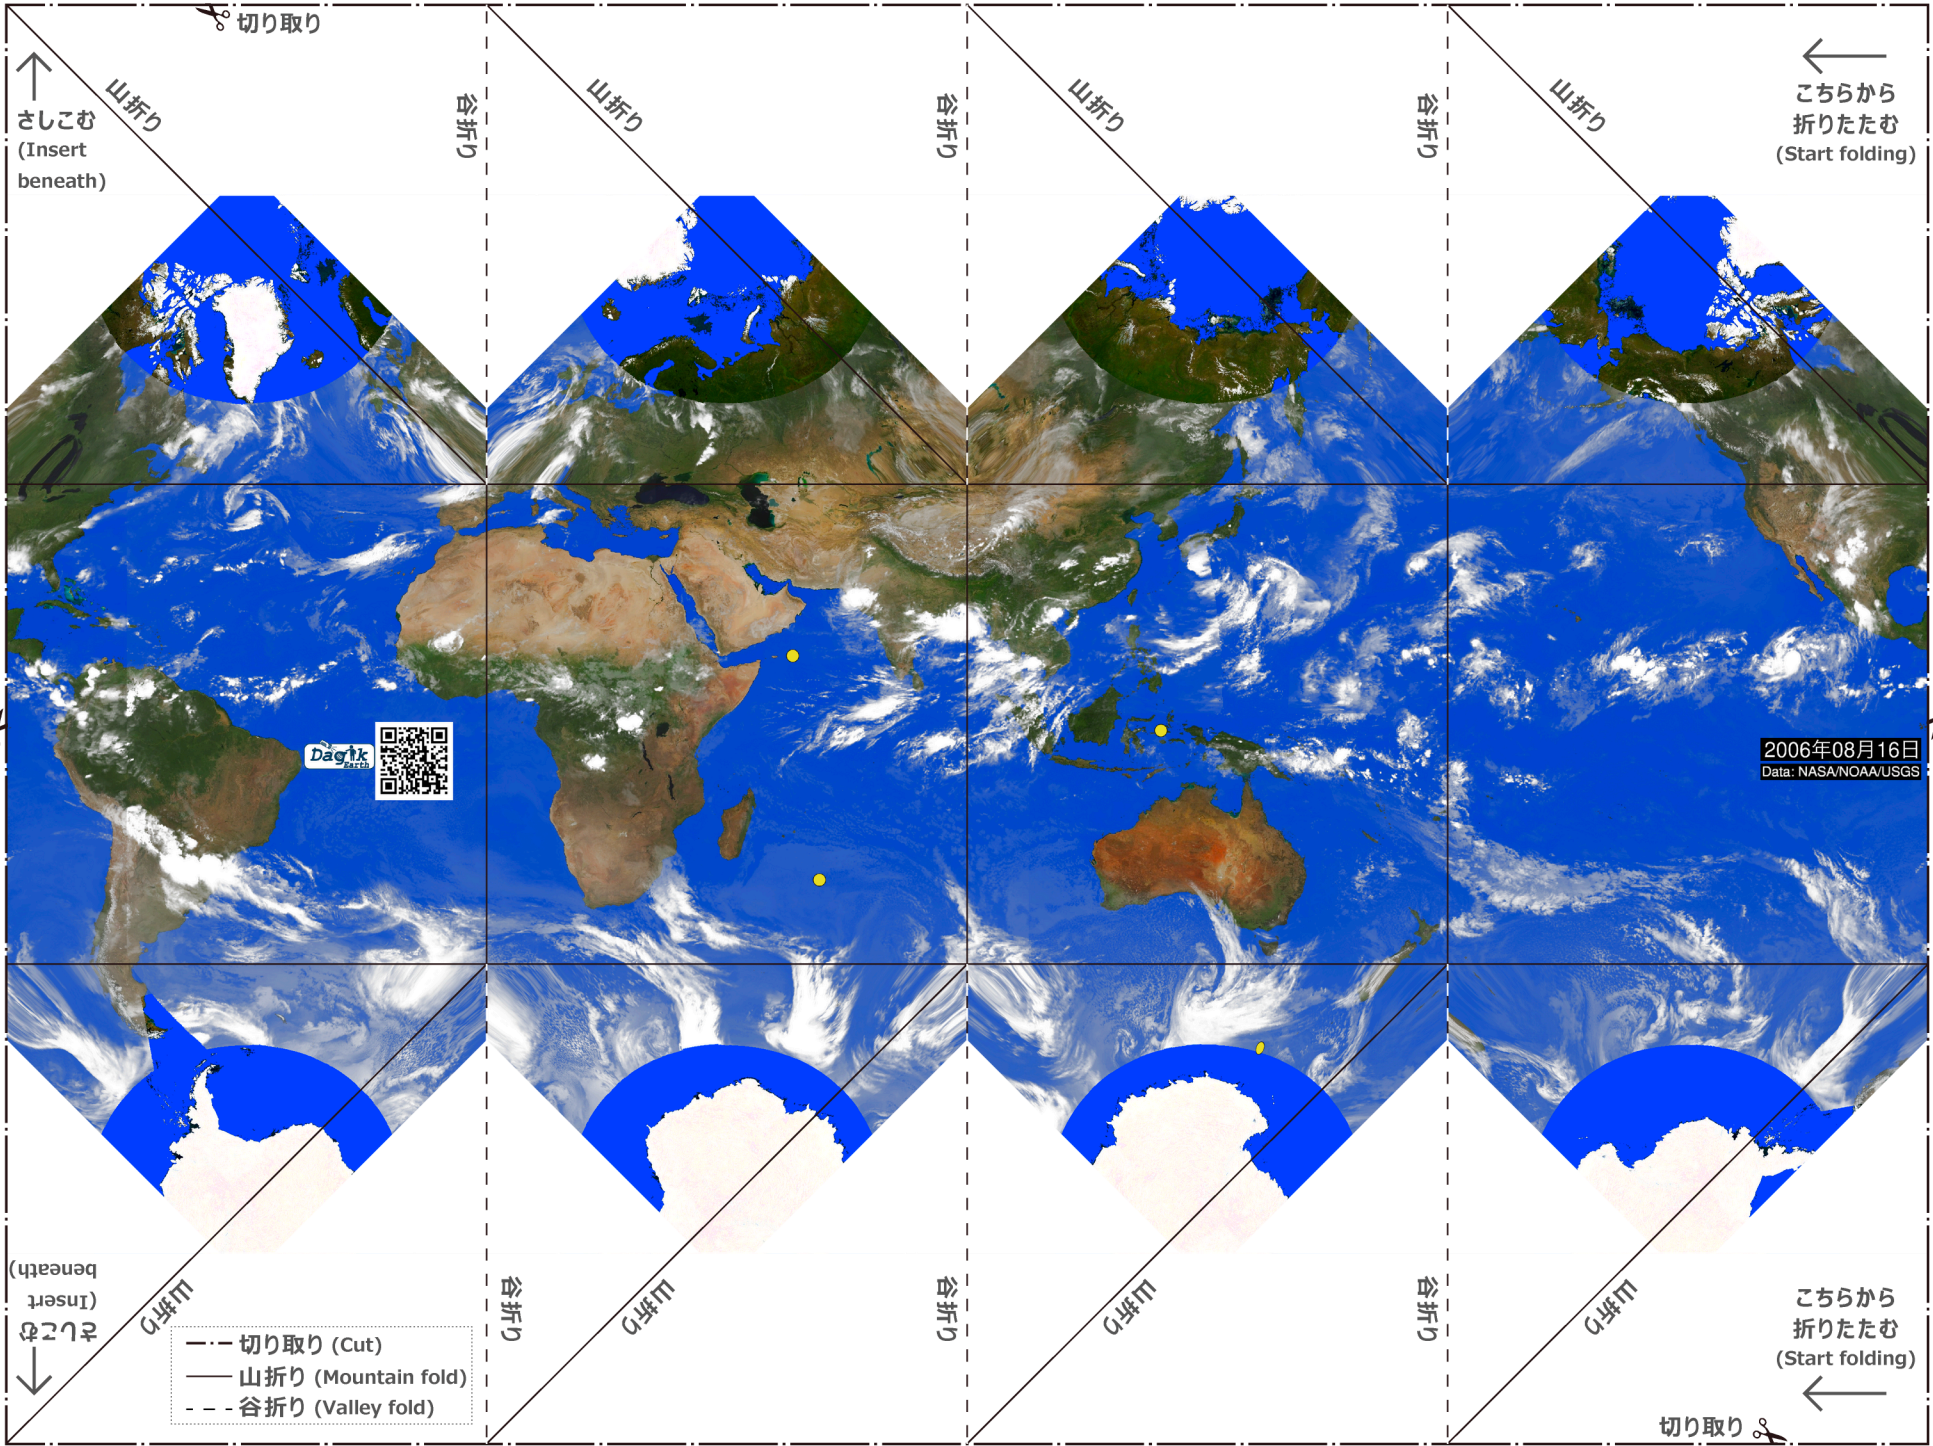 切り取り
山折り
谷折り
山折り
谷折り
山折り
谷折り
山折り
さしこむ
(Insert
beneath)
こちらから
折りたたむ
(Start folding)
Dagik
Earth
2006年08月16日
Data: NASA/NOAA/USGS
さしこむ
(Insert
beneath)
山折り
谷折り
山折り
谷折り
山折り
谷折り
山折り
切り取り (Cut)
山折り (Mountain fold)
谷折り (Valley fold)
こちらから
折りたたむ
(Start folding)
切り取り